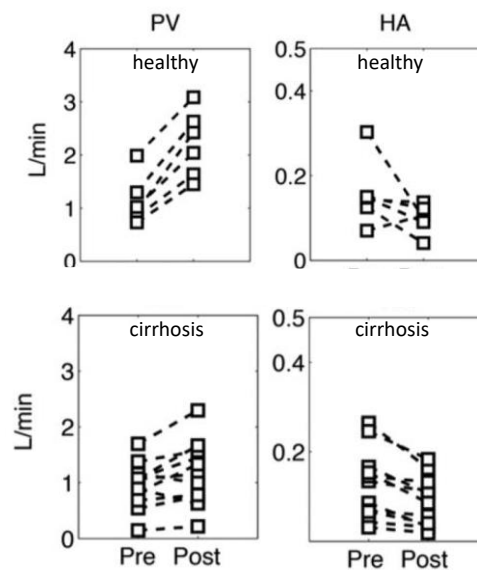 PV HA
healthy
healthy
4
3
2
1
0
L/min
0.5
0.4
0.2
0
cirrhosis
cirrhosis
4
3
2
1
0
L/min
0.5
0.4
0.2
Pre Post
Pre Post